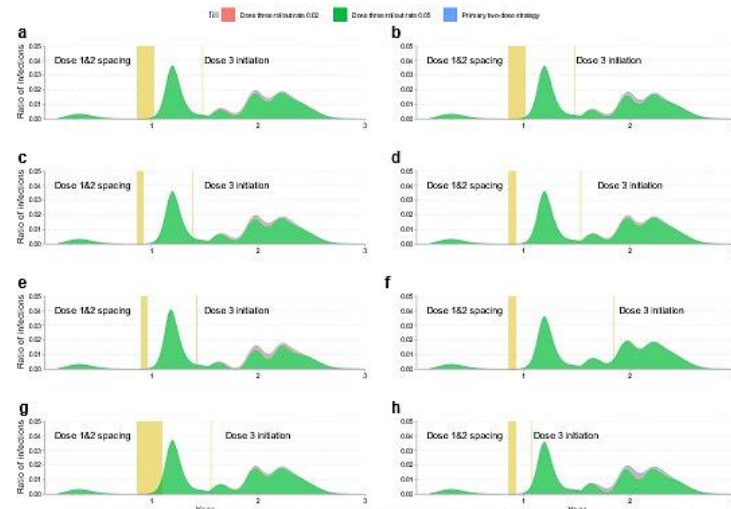 fill Dose three rollout rate 0.02 Dose three rollout rate 0.05 Primary two-dose strategy
a b
Ratio of infections 0.05 0.04 0.03 0.02 0.01 0.00 Dose 1&2 spacing Dose 3 initiation 1 2 3
0.05 0.04 0.03 0.02 0.01 0.00 Dose 1&2 spacing Dose 3 initiation 1 2
c d
Ratio of infections 0.05 0.04 0.03 0.02 0.01 0.00 Dose 1&2 spacing Dose 3 initiation 1 2 3
0.05 0.04 0.03 0.02 0.01 0.00 Dose 1&2 spacing Dose 3 initiation 1 2
e f
Ratio of infections 0.05 0.04 0.03 0.02 0.01 0.00 Dose 1&2 spacing Dose 3 initiation 1 2 3
0.05 0.04 0.03 0.02 0.01 0.00 Dose 1&2 spacing Dose 3 initiation 1 2
g h
Ratio of infections 0.05 0.04 0.03 0.02 0.01 0.00 Dose 1&2 spacing Dose 3 initiation 1 2 3
0.05 0.04 0.03 0.02 0.01 0.00 Dose 1&2 spacing Dose 3 initiation 1 2